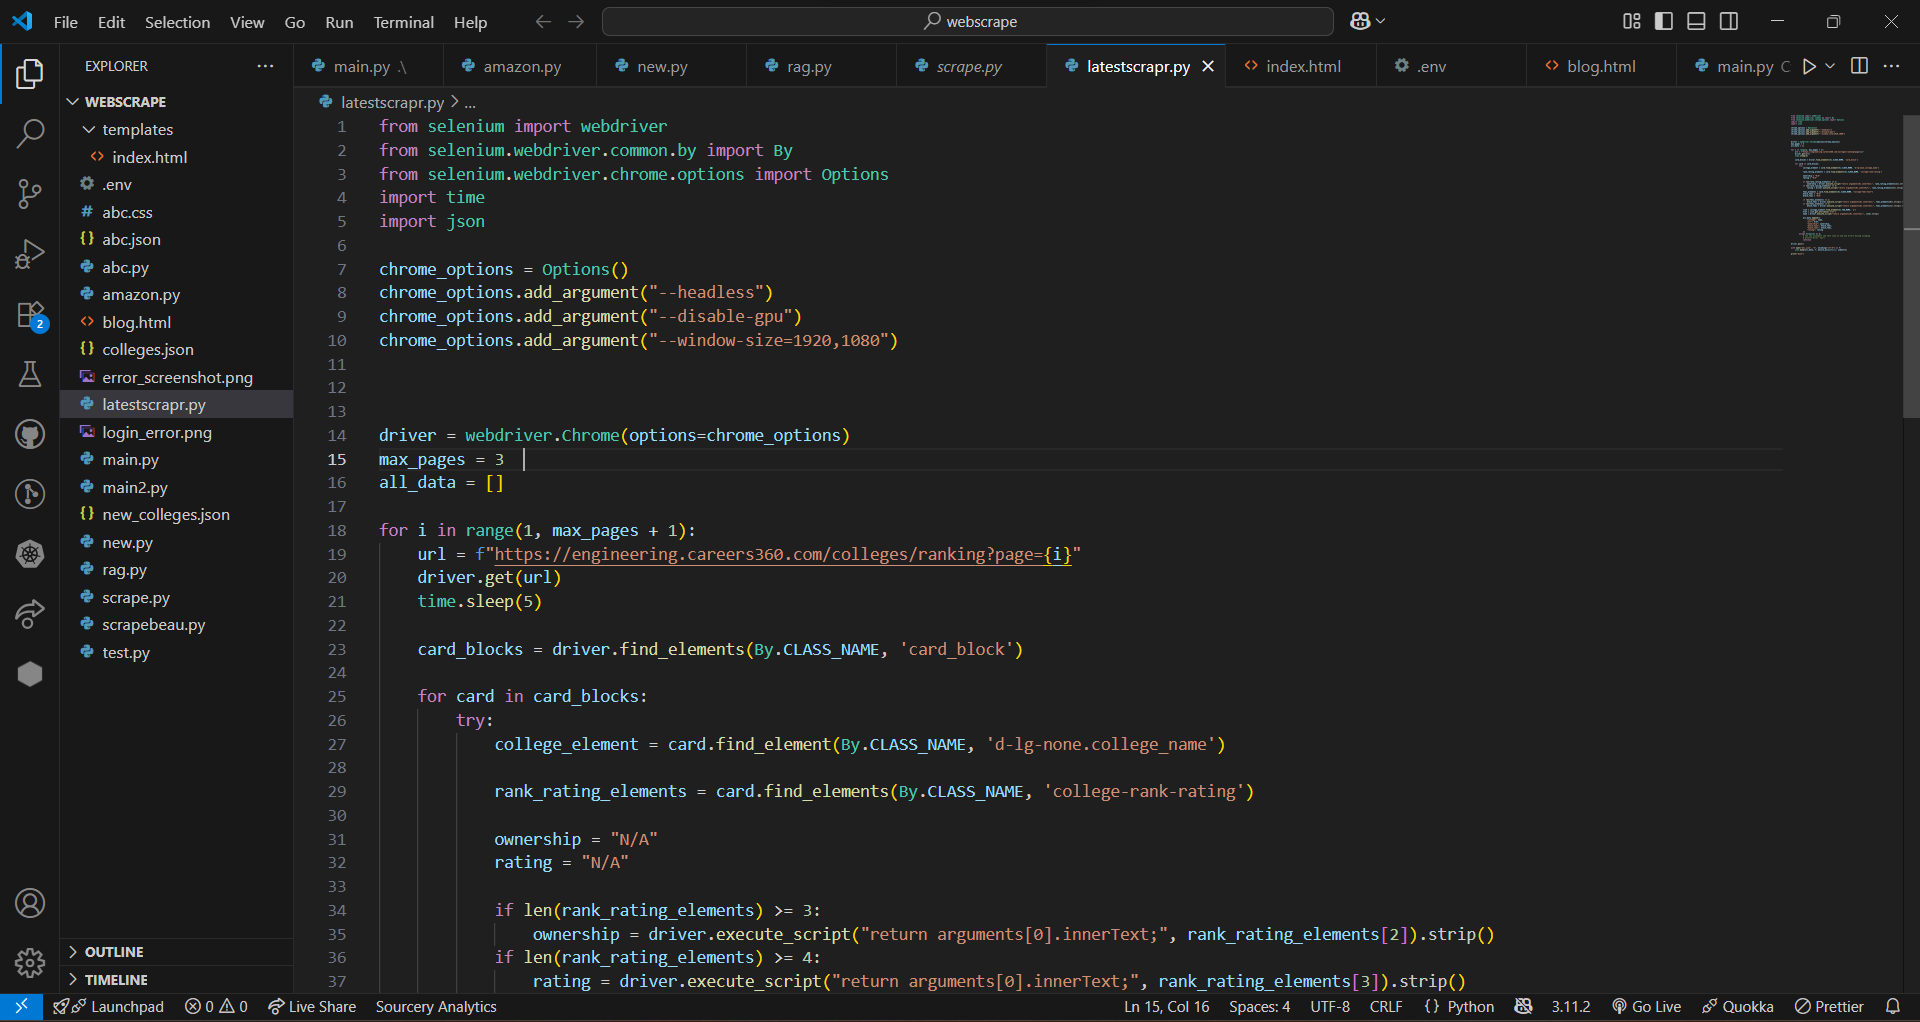 File Edit Selection View Go Run Terminal Help
webscrape
EXPLORER
WEBSCRAPE
templates
index.html
.env
# abc.css
{} abc.json
abc.py
amazon.py
<> blog.html
{} colleges.json
error_screenshot.png
latestscrapr.py
login_error.png
main.py
main2.py
{} new_colleges.json
new.py
rag.py
scrape.py
scrapebeau.py
test.py
OUTLINE
TIMELINE
2
main.py .\ amazon.py new.py rag.py scrape.py latestscrapr.py index.html .env blog.html main.py C
latestscrapr.py > ...
1 from selenium import webdriver
2 from selenium.webdriver.common.by import By
3 from selenium.webdriver.chrome.options import Options
4 import time
5 import json
6
7 chrome_options = Options()
8 chrome_options.add_argument("--headless")
9 chrome_options.add_argument("--disable-gpu")
10 chrome_options.add_argument("--window-size=1920,1080")
11
12
13
14 driver = webdriver.Chrome(options=chrome_options)
15 max_pages = 3
16 all_data = []
17
18 for i in range(1, max_pages + 1):
19 url = f"https://engineering.careers360.com/colleges/ranking?page={i}"
20 driver.get(url)
21 time.sleep(5)
22
23 card_blocks = driver.find_elements(By.CLASS_NAME, 'card_block')
24
25 for card in card_blocks:
26 try:
27 college_element = card.find_element(By.CLASS_NAME, 'd-lg-none.college_name')
28
29 rank_rating_elements = card.find_elements(By.CLASS_NAME, 'college-rank-rating')
30
31 ownership = "N/A"
32 rating = "N/A"
33
34 if len(rank_rating_elements) >= 3:
35 ownership = driver.execute_script("return arguments[0].innerText;", rank_rating_elements[2]).strip()
36 if len(rank_rating_elements) >= 4:
37 rating = driver.execute_script("return arguments[0].innerText;", rank_rating_elements[3]).strip()
Launchpad 0 0 Live Share Sourcery Analytics Ln 15, Col 16 Spaces: 4 UTF-8 CRLF {} Python 3.11.2 Go Live Quokka Prettier